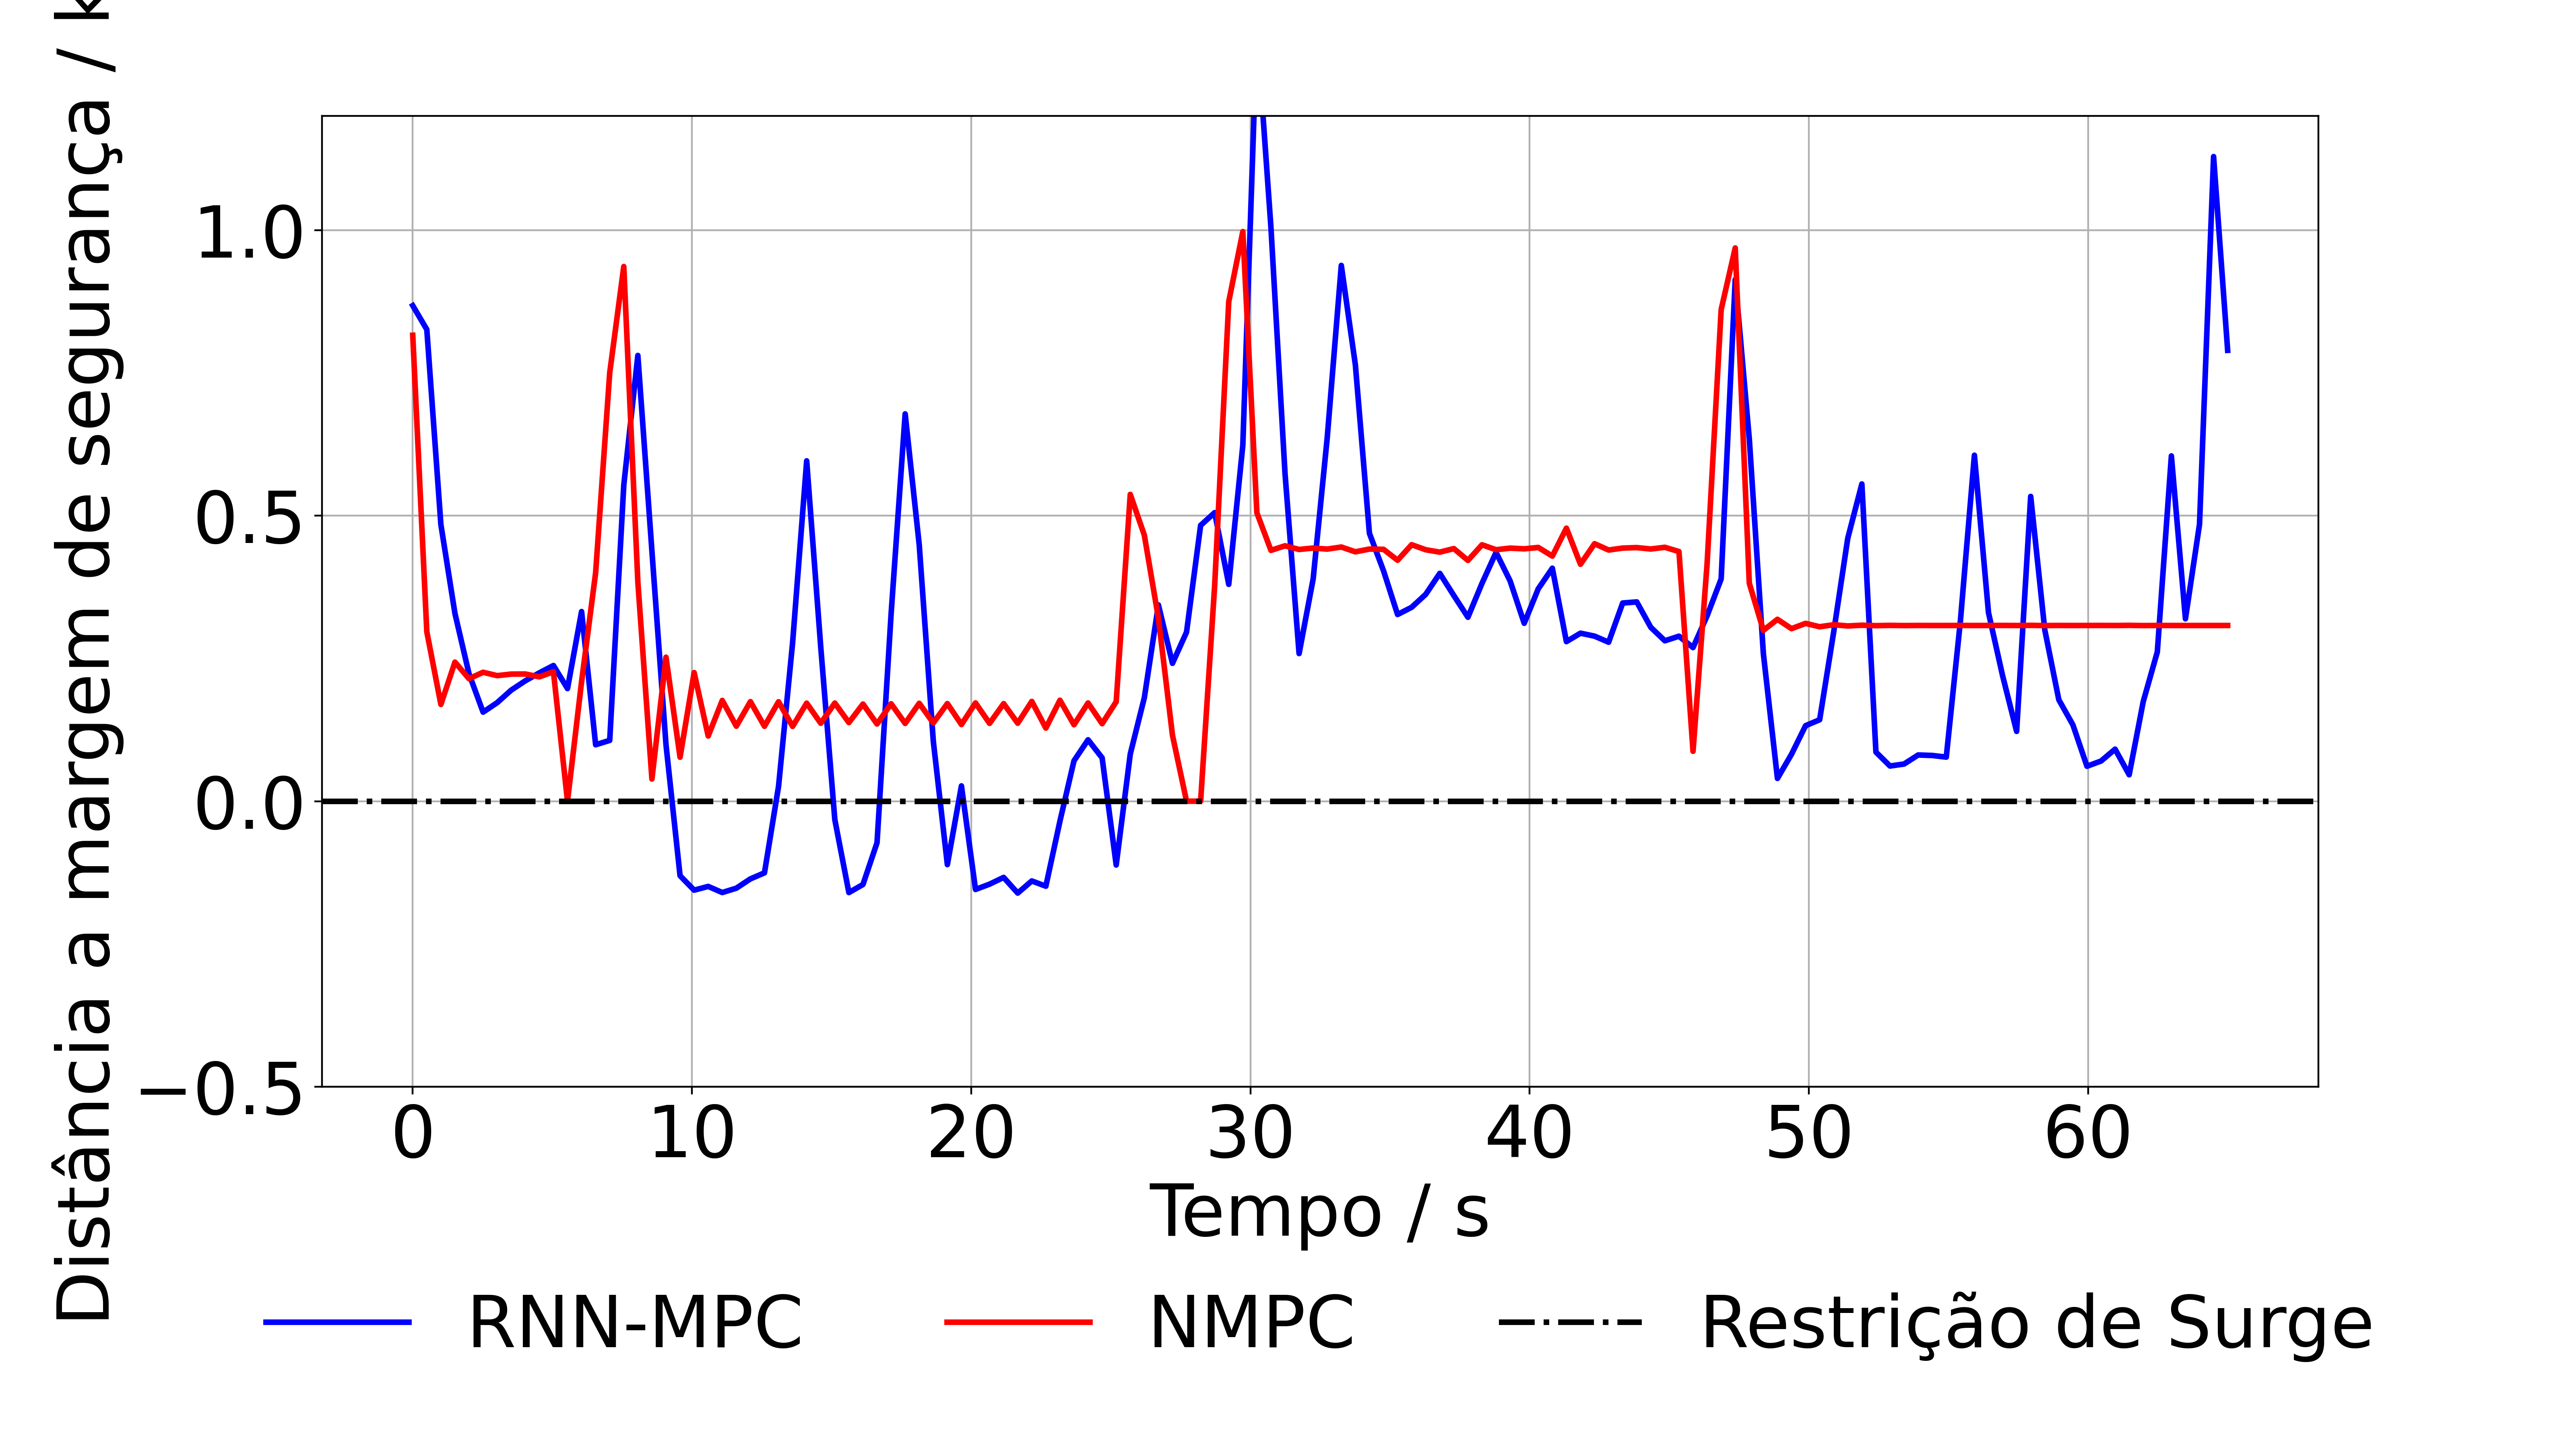 Distância a margem de segurança / k
1.0
0.5
0.0
−0.5
0 10 20 30 40 50 60
Tempo / s
RNN-MPC NMPC Restrição de Surge